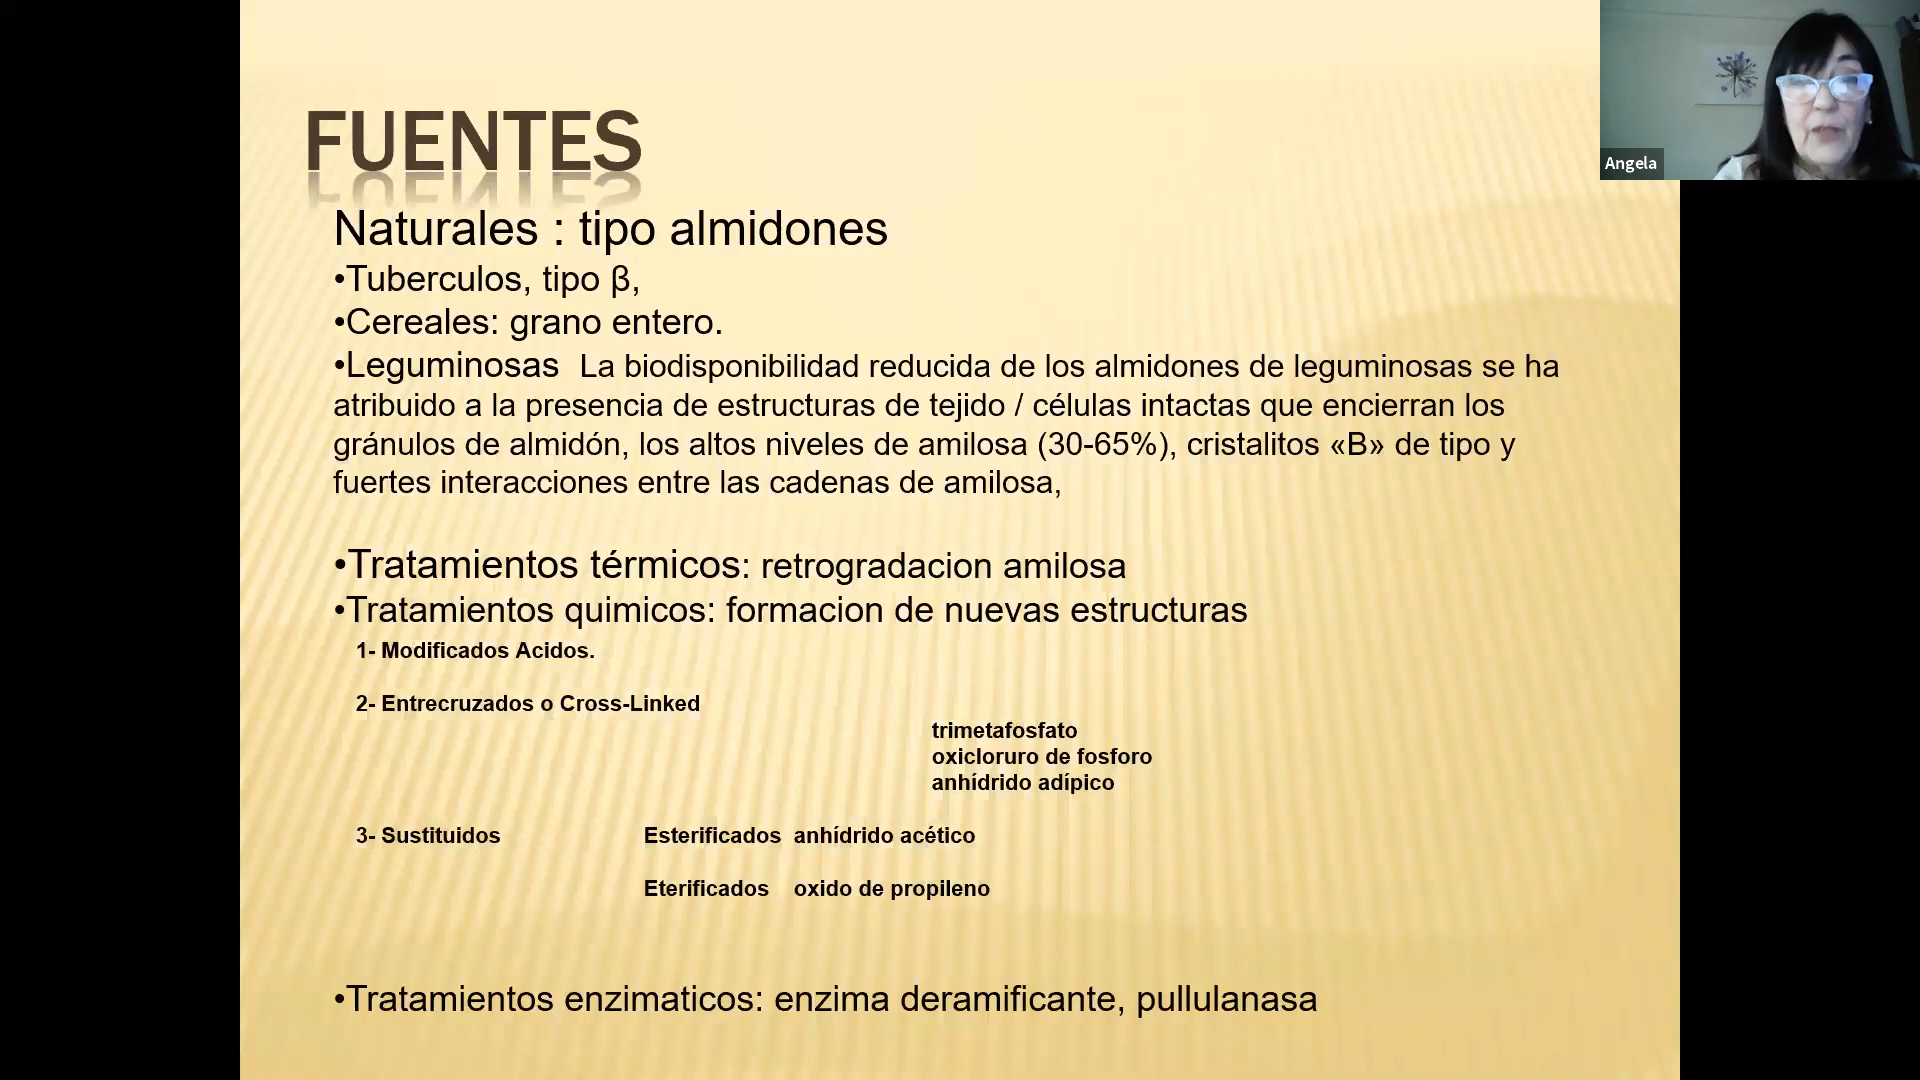 FUENTES
Angela
Naturales : tipo almidones
•Tuberculos, tipo β,
•Cereales: grano entero.
•Leguminosas La biodisponibilidad reducida de los almidones de leguminosas se ha
atribuido a la presencia de estructuras de tejido / células intactas que encierran los
gránulos de almidón, los altos niveles de amilosa (30-65%), cristalitos «B» de tipo y
fuertes interacciones entre las cadenas de amilosa,
•Tratamientos térmicos: retrogradacion amilosa
•Tratamientos quimicos: formacion de nuevas estructuras
1- Modificados Acidos.
2- Entrecruzados o Cross-Linked
trimetafosfato
oxicloruro de fosforo
anhídrido adípico
3- Sustituidos Esterificados anhídrido acético
Eterificados oxido de propileno
•Tratamientos enzimaticos: enzima deramificante, pullulanasa